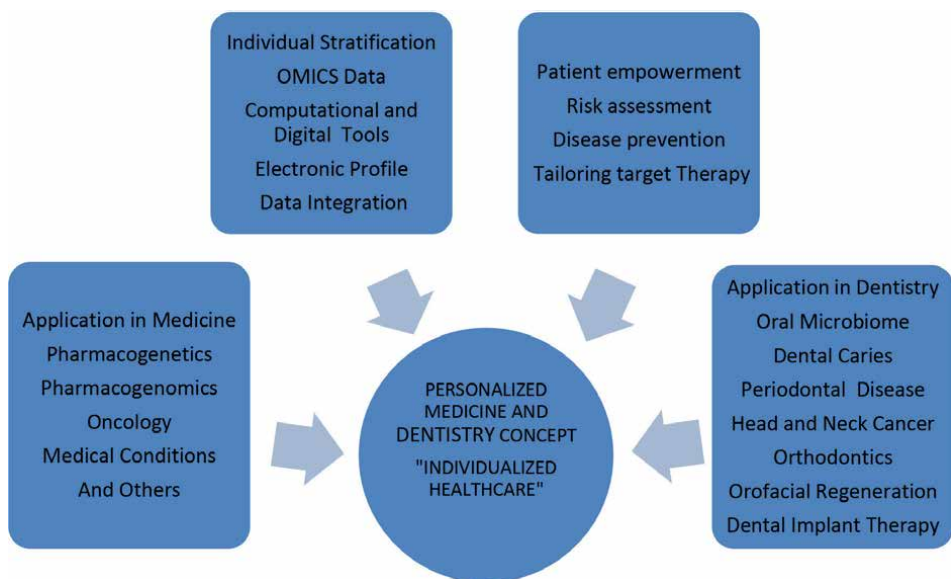 Individual Stratification
OMICS Data
Computational and
Digital Tools
Electronic Profile
Data Integration
Patient empowerment
Risk assessment
Disease prevention
Tailoring target Therapy
Application in Medicine
Pharmacogenetics
Pharmacogenomics
Oncology
Medical Conditions
And Others
PERSONALIZED
MEDICINE AND
DENTISTRY CONCEPT
"INDIVIDUALIZED
HEALTHCARE"
Application in Dentistry
Oral Microbiome
Dental Caries
Periodontal Disease
Head and Neck Cancer
Orthodontics
Orofacial Regeneration
Dental Implant Therapy